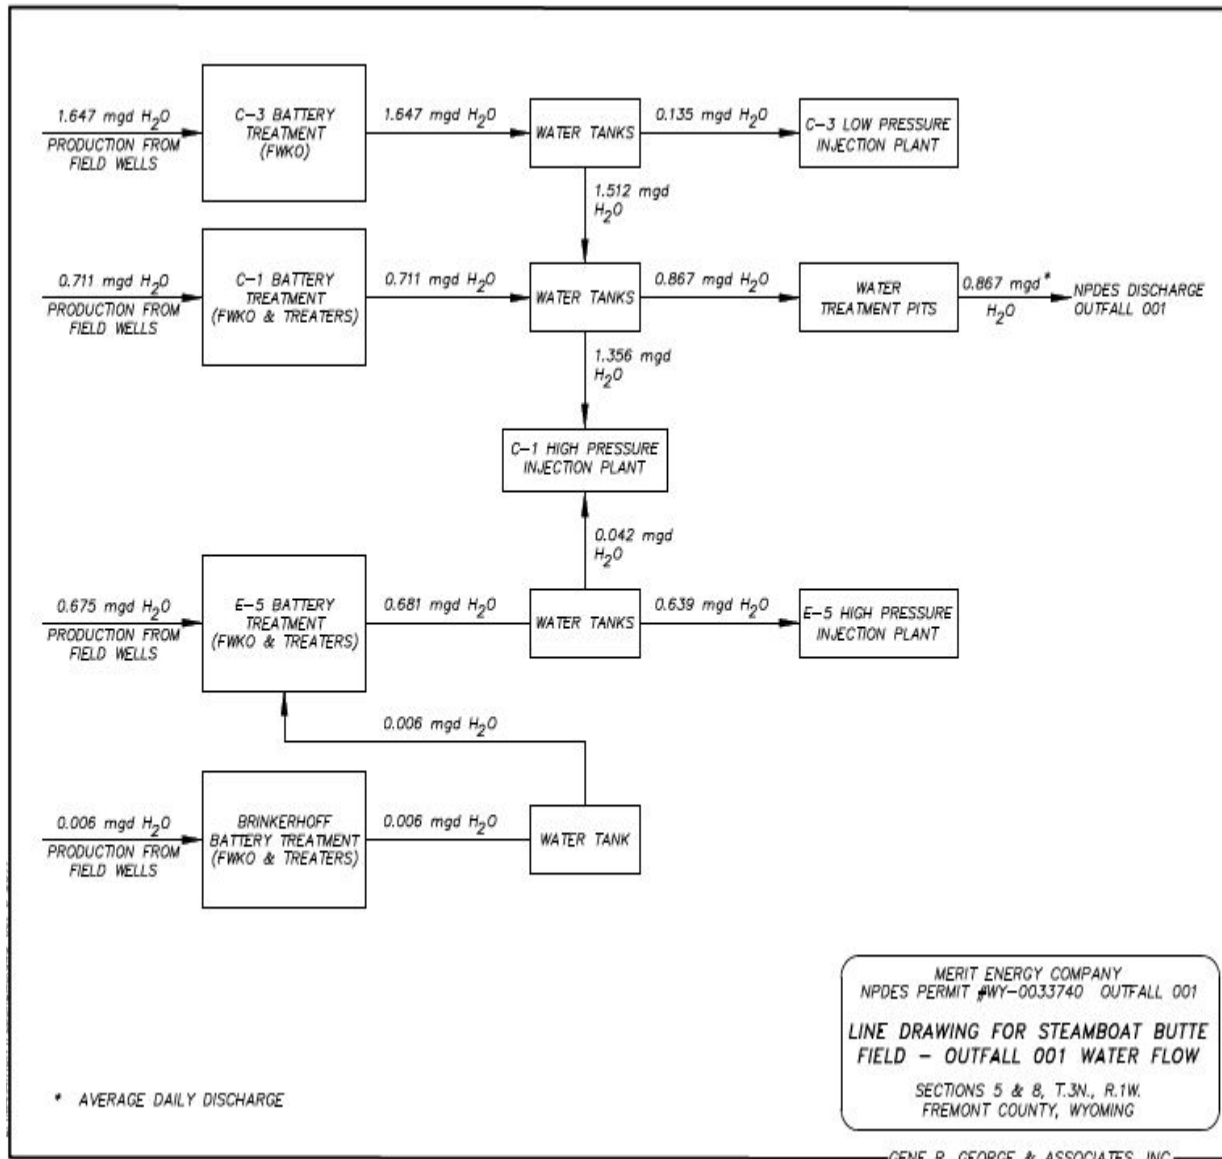 1.647 mgd H2O
PRODUCTION FROM
FIELD WELLS
C-3 BATTERY
TREATMENT
(FWKO)
1.647 mgd H2O
WATER TANKS
0.135 mgd H2O
C-3 LOW PRESSURE
INJECTION PLANT
1.512 mgd
H2O
0.711 mgd H2O
PRODUCTION FROM
FIELD WELLS
C-1 BATTERY
TREATMENT
(FWKO & TREATERS)
0.711 mgd H2O
WATER TANKS
0.867 mgd H2O
WATER
TREATMENT PITS
0.867 mgd*
H2O
NPDES DISCHARGE
OUTFALL 001
1.356 mgd
H2O
C-1 HIGH PRESSURE
INJECTION PLANT
0.042 mgd
H2O
0.675 mgd H2O
PRODUCTION FROM
FIELD WELLS
E-5 BATTERY
TREATMENT
(FWKO & TREATERS)
0.681 mgd H2O
WATER TANKS
0.639 mgd H2O
E-5 HIGH PRESSURE
INJECTION PLANT
0.006 mgd H2O
0.006 mgd H2O
PRODUCTION FROM
FIELD WELLS
BRINKERHOFF
BATTERY TREATMENT
(FWKO & TREATERS)
0.006 mgd H2O
WATER TANK
MERIT ENERGY COMPANY
NPDES PERMIT #WY-0033740 OUTFALL 001
LINE DRAWING FOR STEAMBOAT BUTTE
FIELD - OUTFALL 001 WATER FLOW
SECTIONS 5 & 8, T.3N., R.1W.
FREMONT COUNTY, WYOMING
* AVERAGE DAILY DISCHARGE
GENE R. GEORGE & ASSOCIATES, INC.